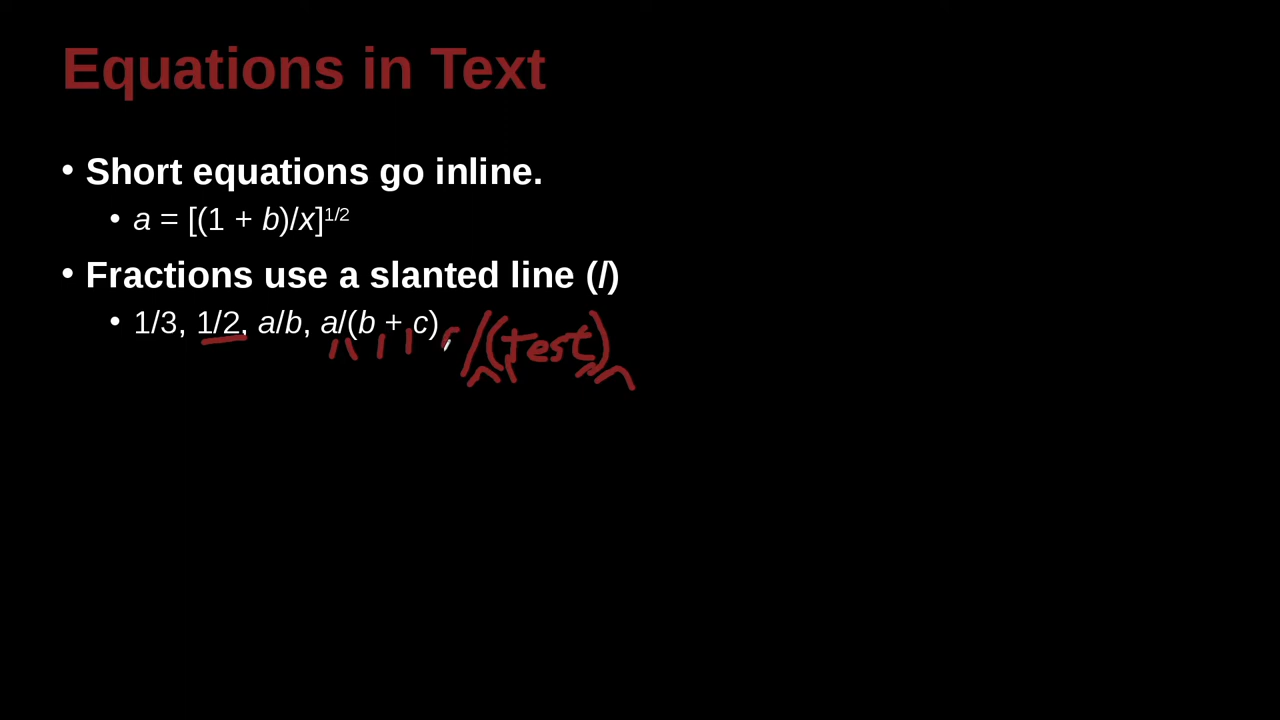 Equations in Text
• Short equations go inline.
• a = [(1 + b)/x]^1/2
• Fractions use a slanted line (/)
• 1/3, 1/2, a/b, a/(b + c) /(test)